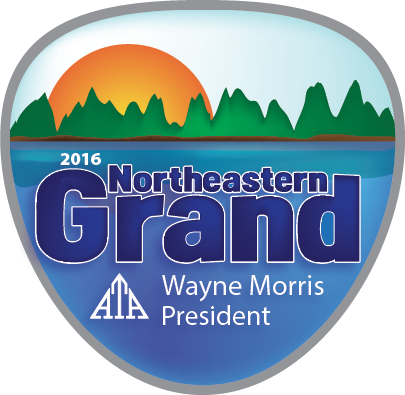 2016
Northeastern
Grand
ATA
Wayne Morris
President